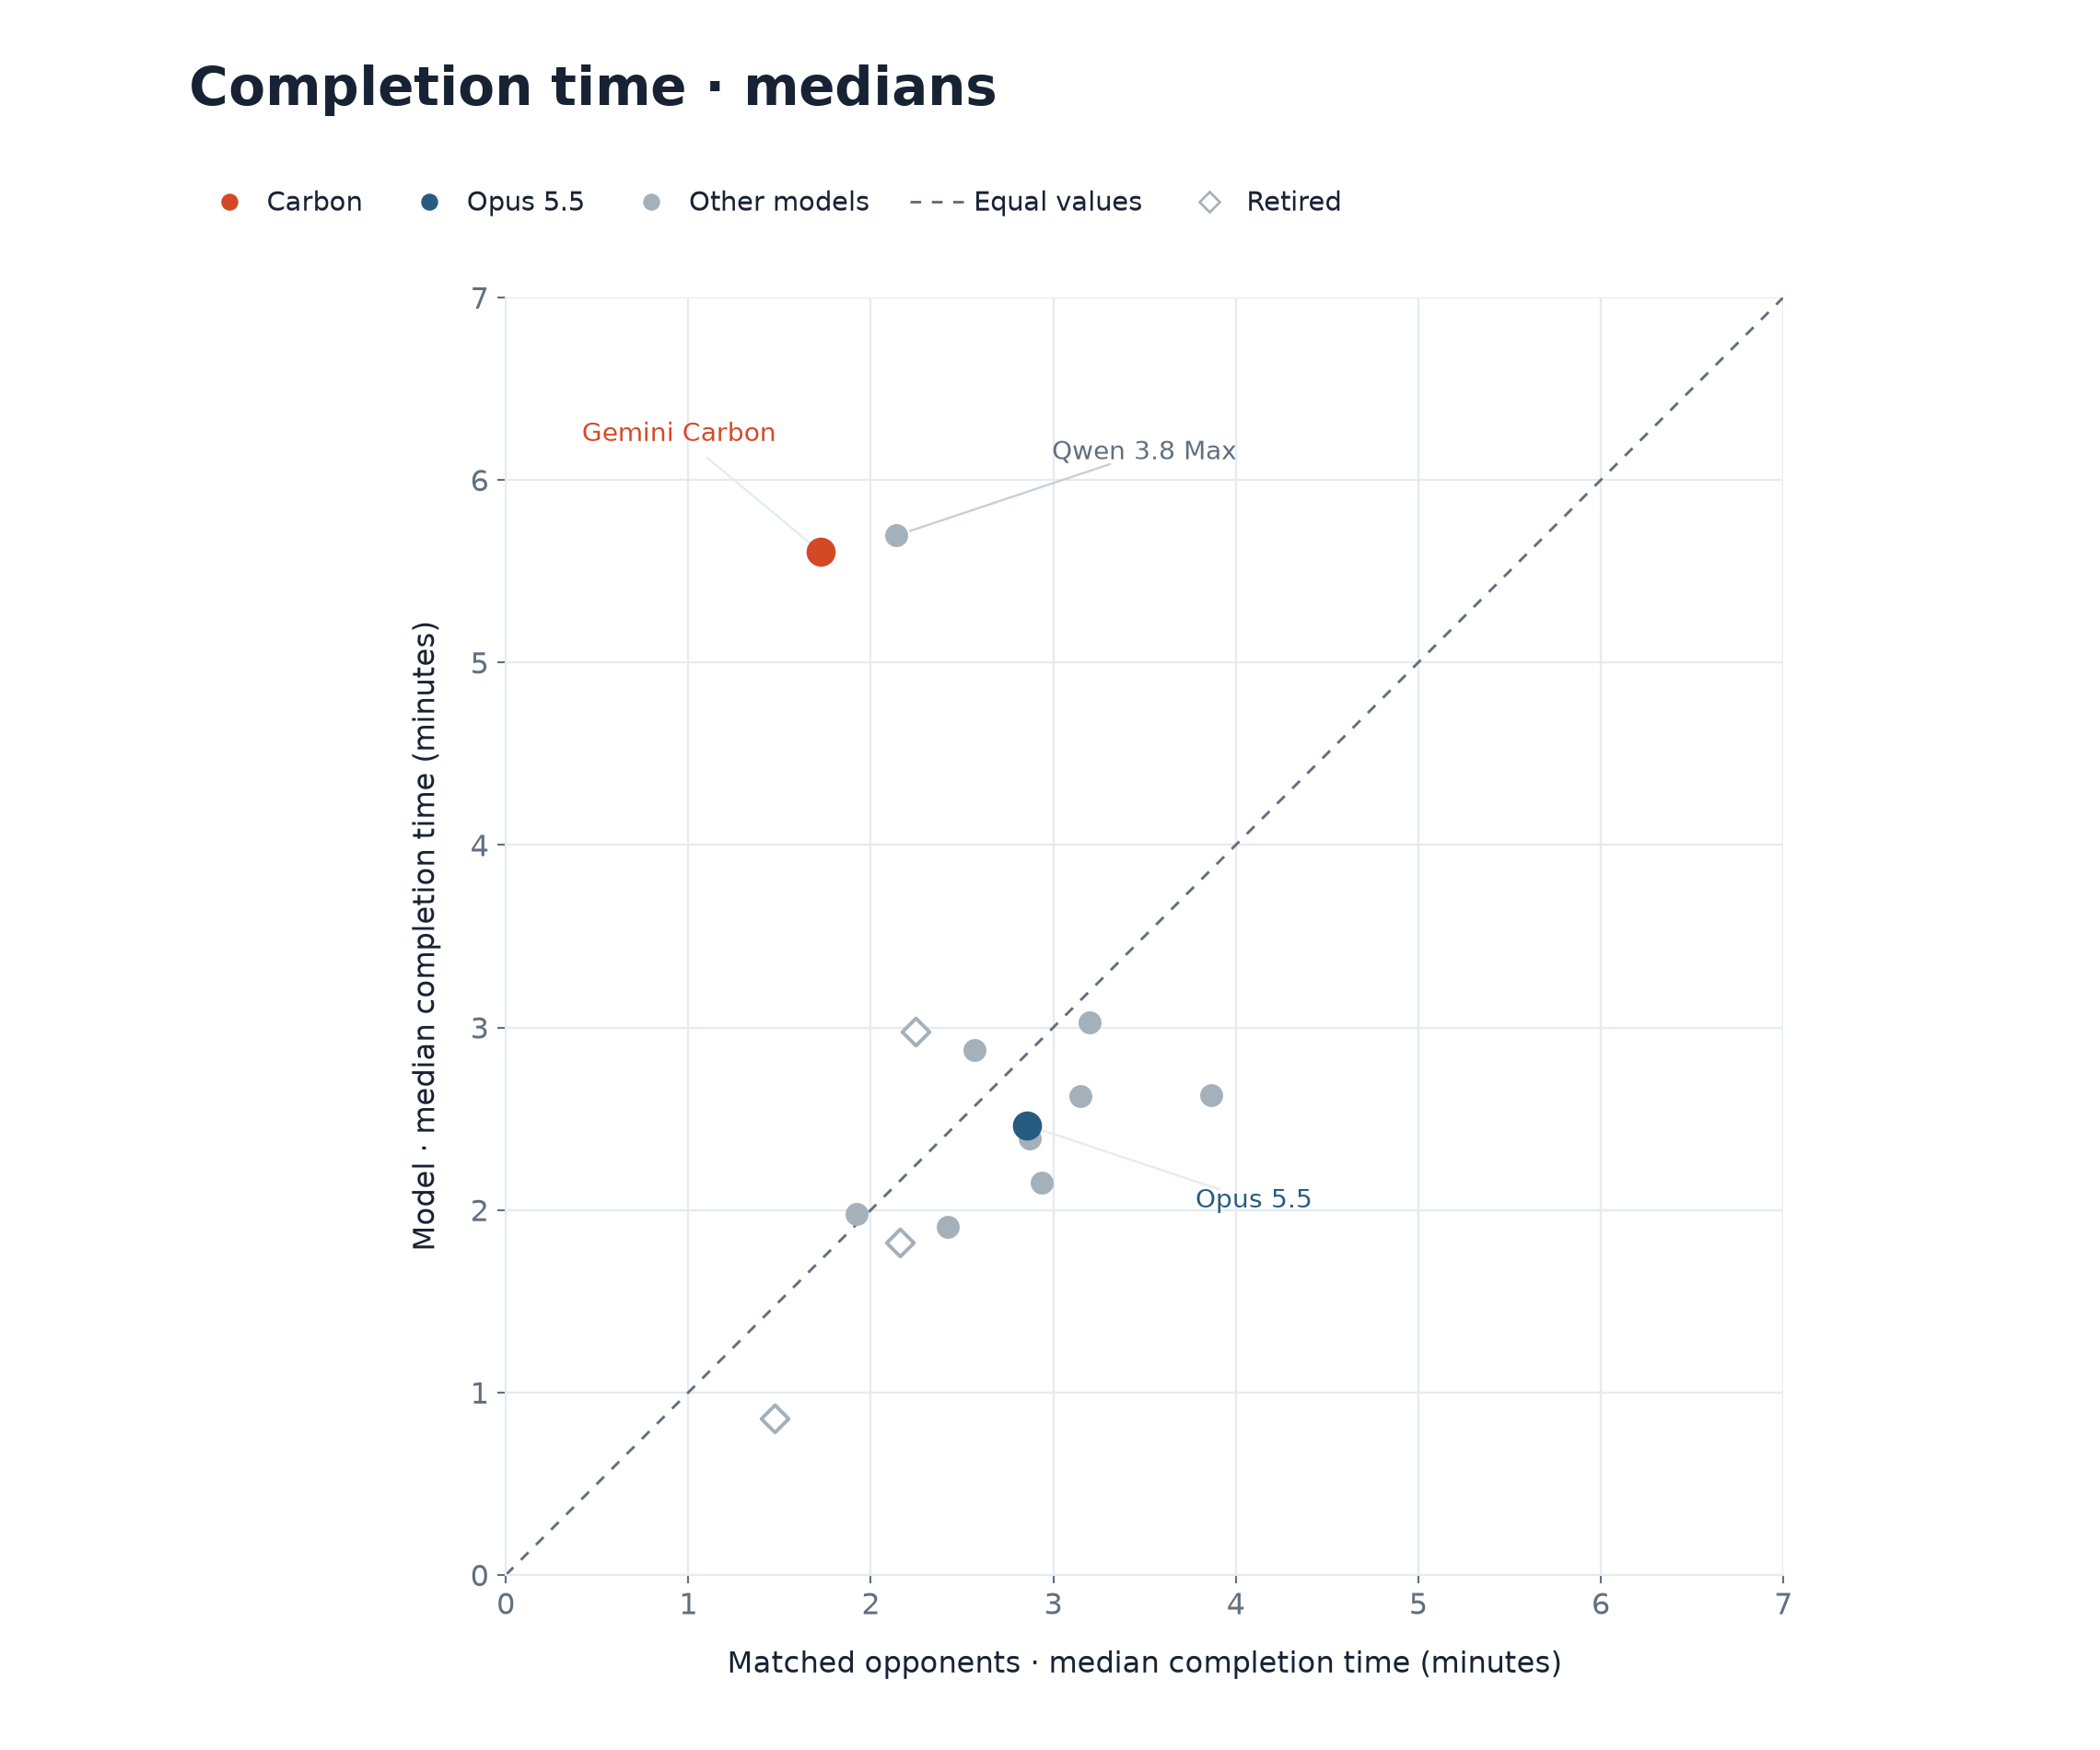 Completion time · medians
Carbon
Opus 5.5
Other models
Equal values
Retired
7
6
5
4
3
2
1
0
Model · median completion time (minutes)
Gemini Carbon
Qwen 3.8 Max
Opus 5.5
0 1 2 3 4 5 6 7
Matched opponents · median completion time (minutes)